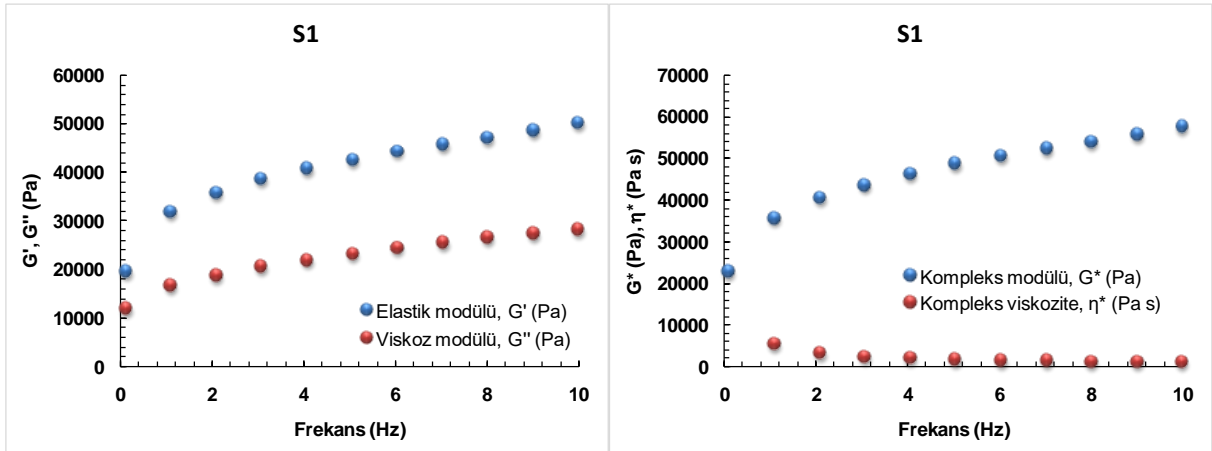 S1
60000
50000
40000
30000
20000
10000
0
G', G'' (Pa)
Elastik modülü, G' (Pa)
Viskoz modülü, G'' (Pa)
0 2 4 6 8 10
Frekans (Hz)
S1
70000
60000
50000
40000
30000
20000
10000
0
G* (Pa), η* (Pa s)
Kompleks modülü, G* (Pa)
Kompleks viskozite, η* (Pa s)
0 2 4 6 8 10
Frekans (Hz)